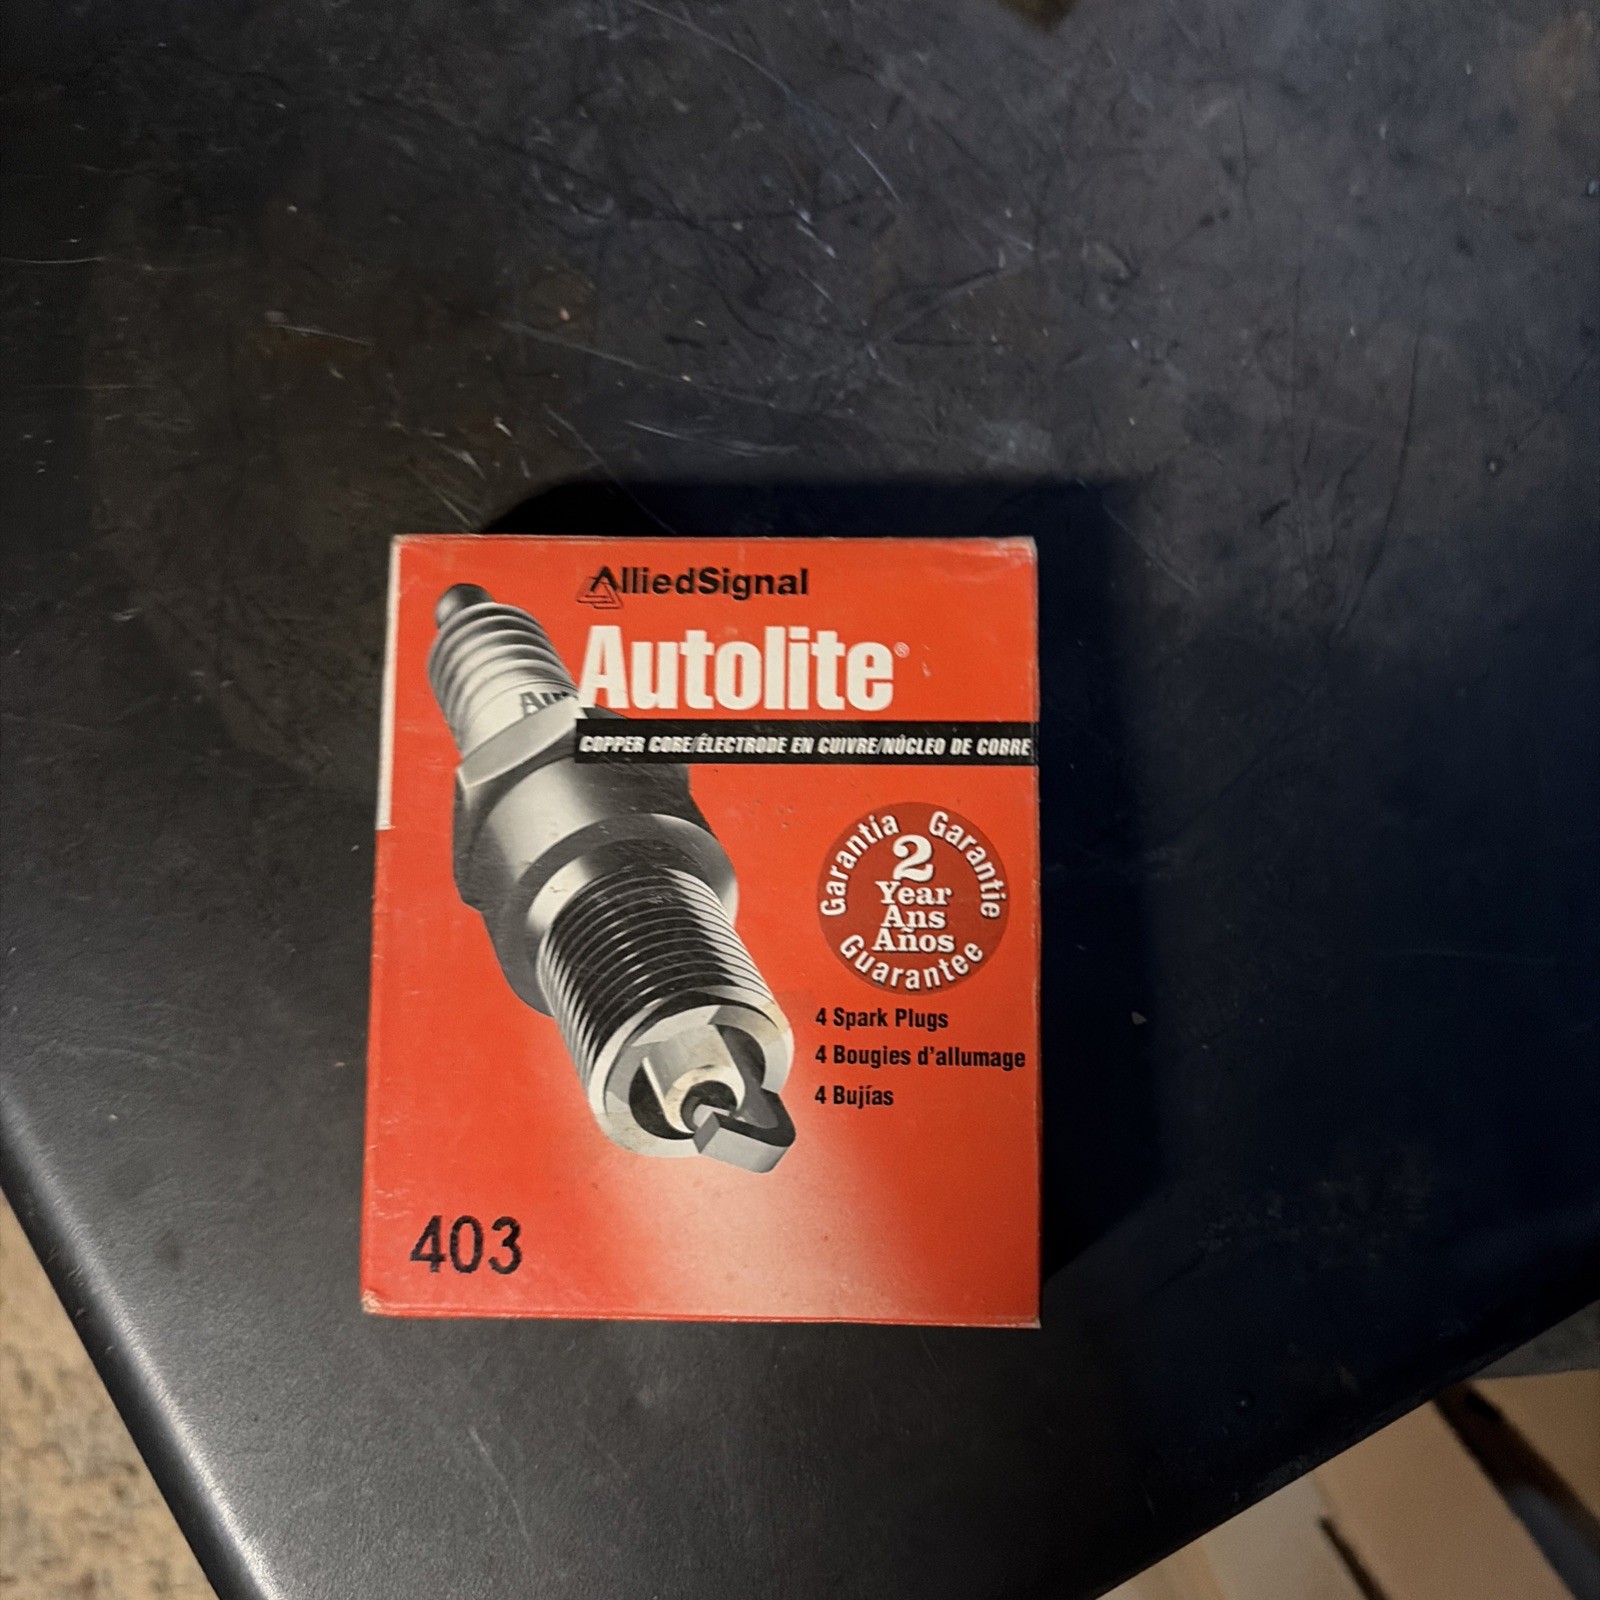 AlliedSignal
Autolite®
COPPER CORE/ÉLECTRODE EN CUIVRE/NÚCLEO DE COBRE
Garantía Garantie
2
Year
Ans
Años
Guarantee
4 Spark Plugs
4 Bougies d'allumage
4 Bujías
403